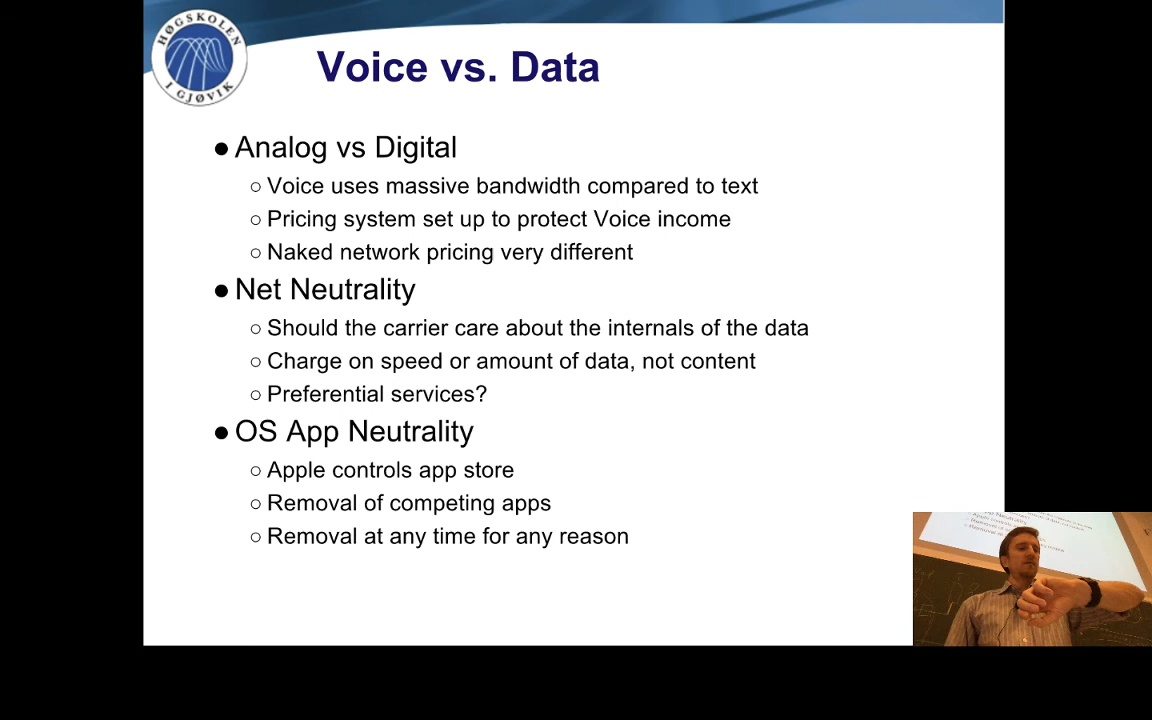 HØGSKOLEN
I GJØVIK
Voice vs. Data
● Analog vs Digital
○ Voice uses massive bandwidth compared to text
○ Pricing system set up to protect Voice income
○ Naked network pricing very different
● Net Neutrality
○ Should the carrier care about the internals of the data
○ Charge on speed or amount of data, not content
○ Preferential services?
● OS App Neutrality
○ Apple controls app store
○ Removal of competing apps
○ Removal at any time for any reason